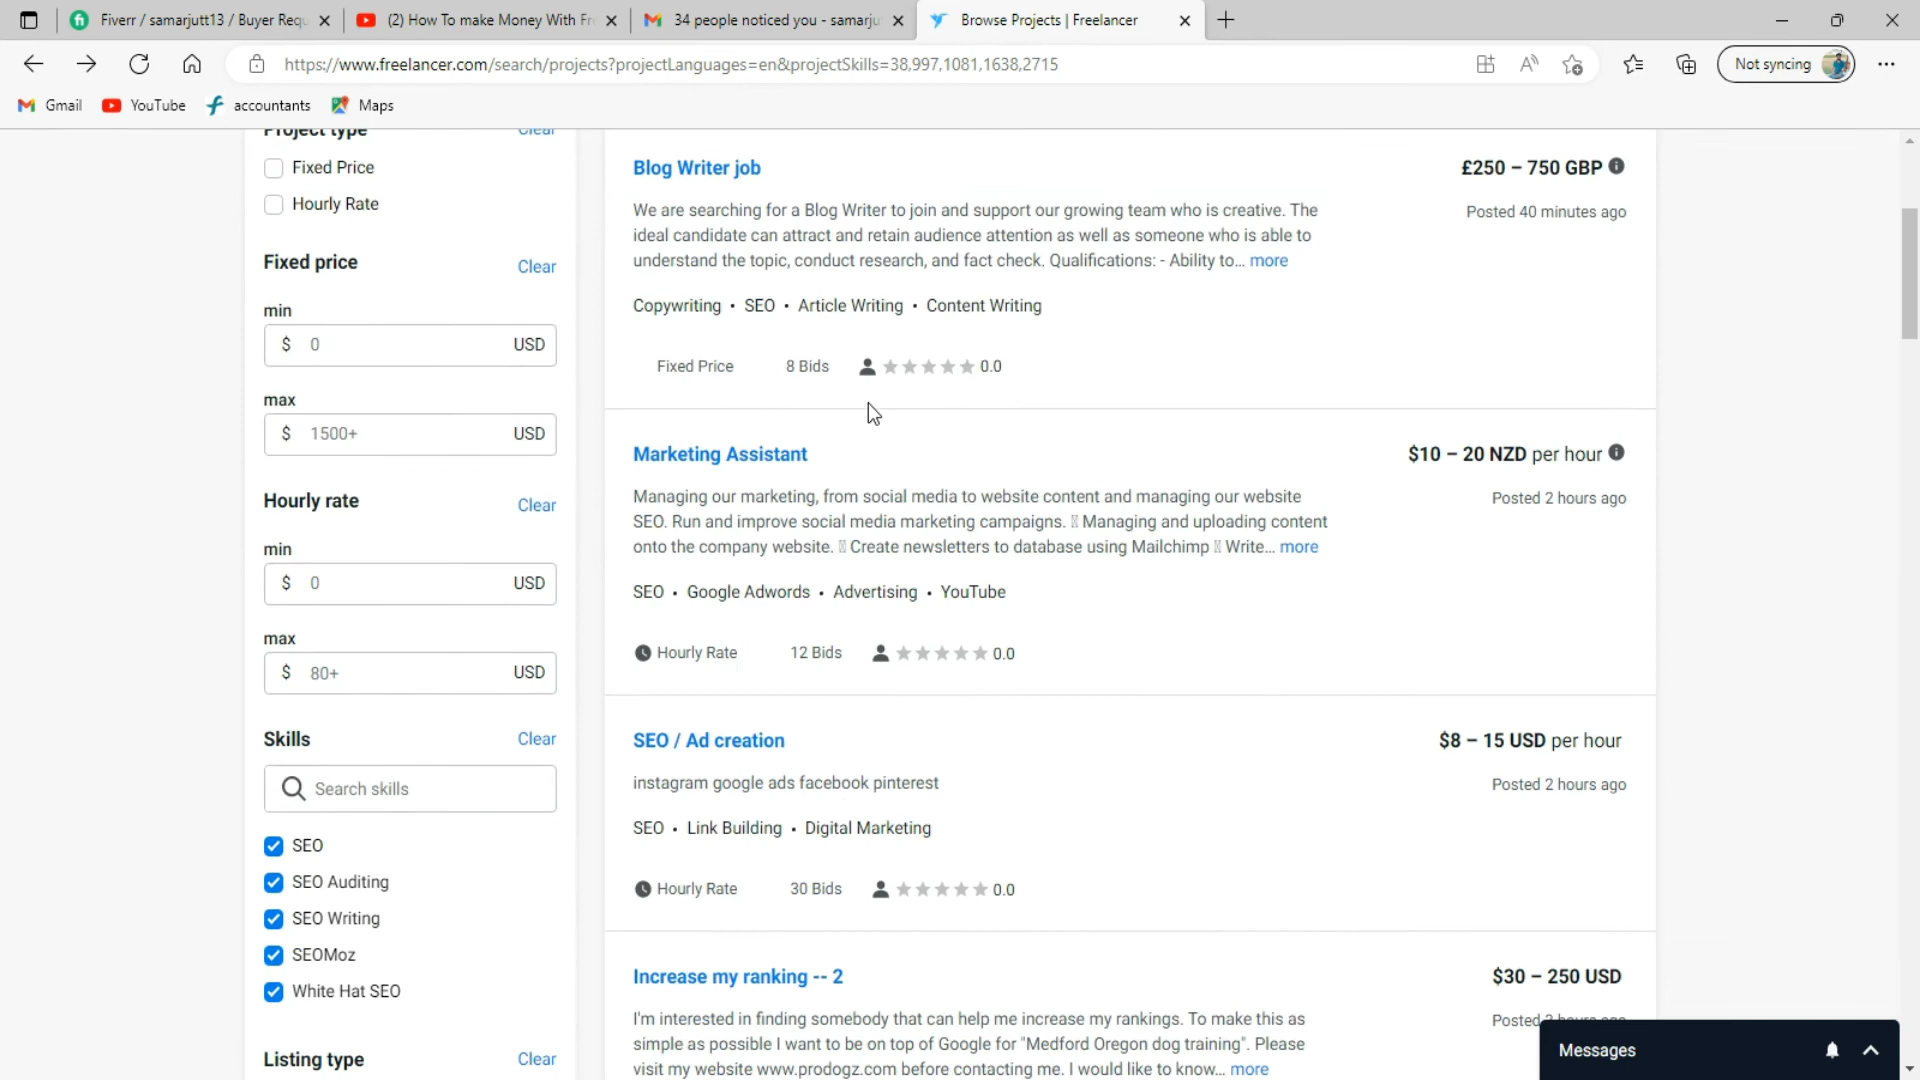 Fiverr / samarjutt13 / Buyer Requ
(2) How To make Money With Fr
34 people noticed you - samarju
Browse Projects | Freelancer
https://www.freelancer.com/search/projects?projectLanguages=en&projectSkills=38,997,1081,1638,2715
Not syncing
Gmail
YouTube
accountants
Maps
Project type
Clear
Fixed Price
Hourly Rate
Fixed price
Clear
min
$ 0 USD
max
$ 1500+ USD
Hourly rate
Clear
min
$ 0 USD
max
$ 80+ USD
Skills
Clear
Search skills
SEO
SEO Auditing
SEO Writing
SEOMoz
White Hat SEO
Listing type
Clear
Blog Writer job
£250 – 750 GBP
Posted 40 minutes ago
We are searching for a Blog Writer to join and support our growing team who is creative. The
ideal candidate can attract and retain audience attention as well as someone who is able to
understand the topic, conduct research, and fact check. Qualifications: - Ability to... more
Copywriting • SEO • Article Writing • Content Writing
Fixed Price 8 Bids 0.0
Marketing Assistant
$10 – 20 NZD per hour
Posted 2 hours ago
Managing our marketing, from social media to website content and managing our website
SEO. Run and improve social media marketing campaigns. Managing and uploading content
onto the company website. Create newsletters to database using Mailchimp Write... more
SEO • Google Adwords • Advertising • YouTube
Hourly Rate 12 Bids 0.0
SEO / Ad creation
$8 – 15 USD per hour
Posted 2 hours ago
instagram google ads facebook pinterest
SEO • Link Building • Digital Marketing
Hourly Rate 30 Bids 0.0
Increase my ranking -- 2
$30 – 250 USD
Posted 2 hours ago
I'm interested in finding somebody that can help me increase my rankings. To make this as
simple as possible I want to be on top of Google for "Medford Oregon dog training". Please
visit my website www.prodogz.com before contacting me. I would like to know... more
Messages